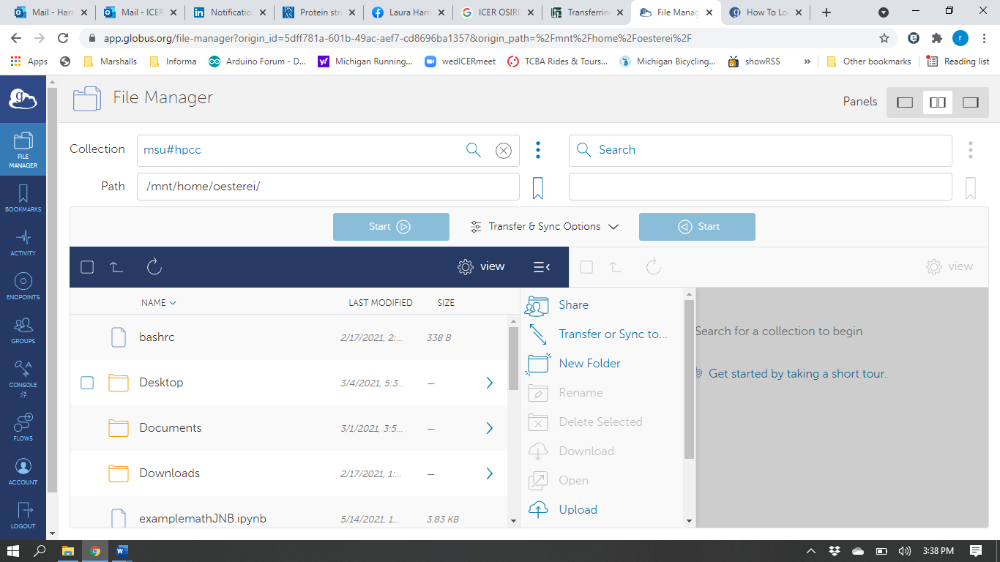 Mail - Har
Mail - ICER
Notification
Protein str
Laura Harri
ICER OSIRI
Transferrin
File Manag
How To Lo
app.globus.org/file-manager?origin_id=5dff781a-601b-49ac-aef7-cd8696ba1357&origin_path=%2Fmnt%2Fhome%2Foesterei%2F
r
Apps
Marshalls
Informa
Arduino Forum - D...
Michigan Running...
wedICERmeet
TCBA Rides & Tours...
Michigan Bicycling...
showRSS
»
Other bookmarks
Reading list
File Manager
Panels
FILE
MANAGER
BOOKMARKS
ACTIVITY
ENDPOINTS
GROUPS
CONSOLE
FLOWS
ACCOUNT
LOGOUT
Collection
msu#hpcc
Search
Path
/mnt/home/oesterei/
Start
Transfer & Sync Options
Start
view
view
NAME
LAST MODIFIED
SIZE
bashrc
2/17/2021, 2:...
338 B
Desktop
3/4/2021, 5:3...
—
Documents
3/1/2021, 3:5...
—
Downloads
2/17/2021, 1:...
—
examplemathJNB.ipynb
5/14/2021, 1...
3.83 KB
Share
Transfer or Sync to...
New Folder
Rename
Delete Selected
Download
Open
Upload
Search for a collection to begin
Get started by taking a short tour.
3:38 PM